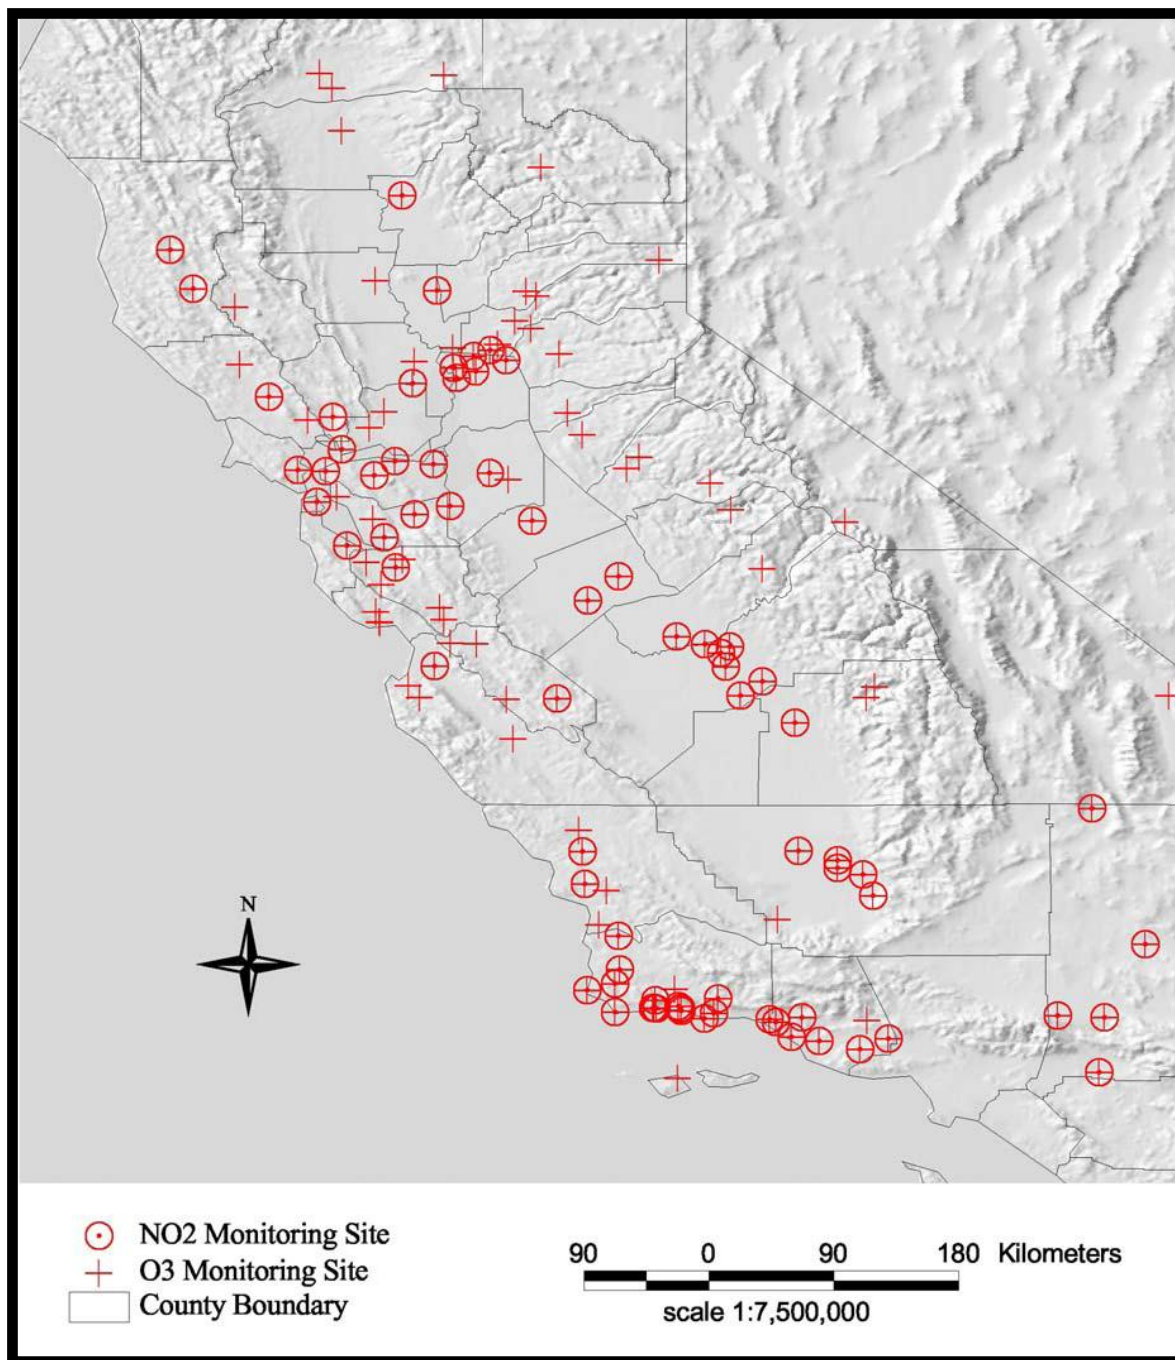 N
NO2 Monitoring Site
O3 Monitoring Site
County Boundary
90 0 90 180 Kilometers
scale 1:7,500,000